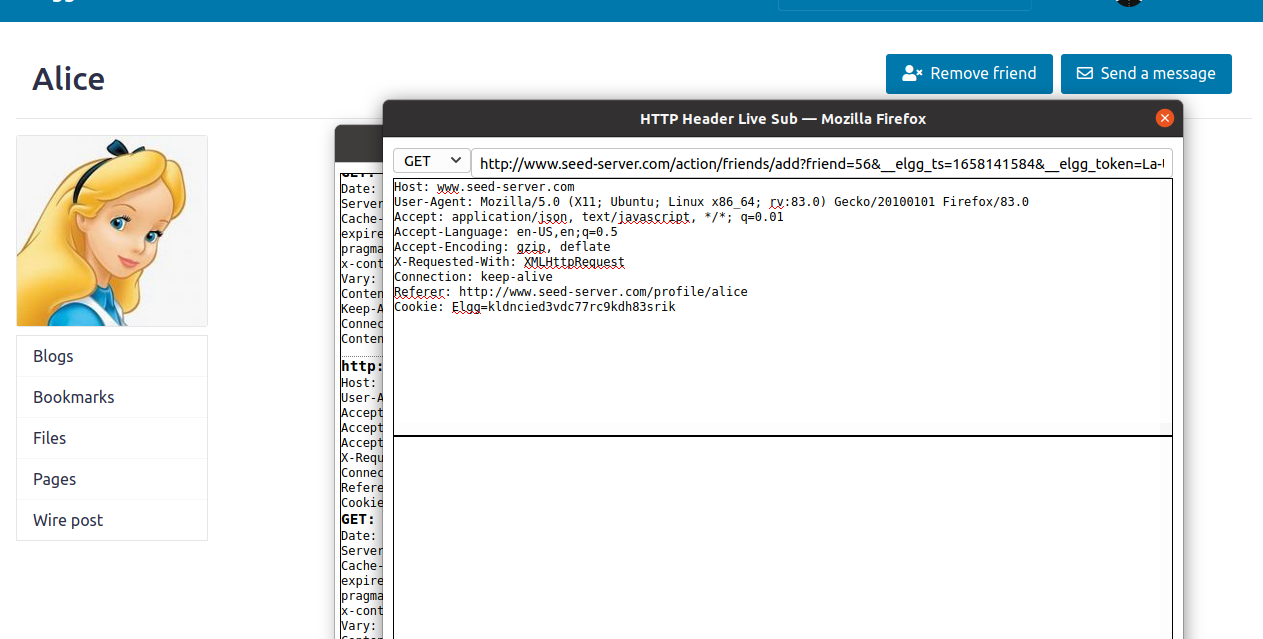 Alice
Remove friend
Send a message
HTTP Header Live Sub — Mozilla Firefox
GET
http://www.seed-server.com/action/friends/add?friend=56&__elgg_ts=1658141584&__elgg_token=La-
Host: www.seed-server.com
User-Agent: Mozilla/5.0 (X11; Ubuntu; Linux x86_64; rv:83.0) Gecko/20100101 Firefox/83.0
Accept: application/json, text/javascript, */*; q=0.01
Accept-Language: en-US,en;q=0.5
Accept-Encoding: gzip, deflate
X-Requested-With: XMLHttpRequest
Connection: keep-alive
Referer: http://www.seed-server.com/profile/alice
Cookie: Elgg=kldncied3vdc77rc9kdh83srik
GET:
Date:
Server
Cache-
expire
pragma
x-cont
Vary:
Conten
Keep-A
Connec
Conten
http:
Host:
User-A
Accept
Accept
Accept
X-Requ
Connec
Refere
Cookie
GET:
Date:
Server
Cache-
expire
pragma
x-cont
Vary:
Blogs
Bookmarks
Files
Pages
Wire post